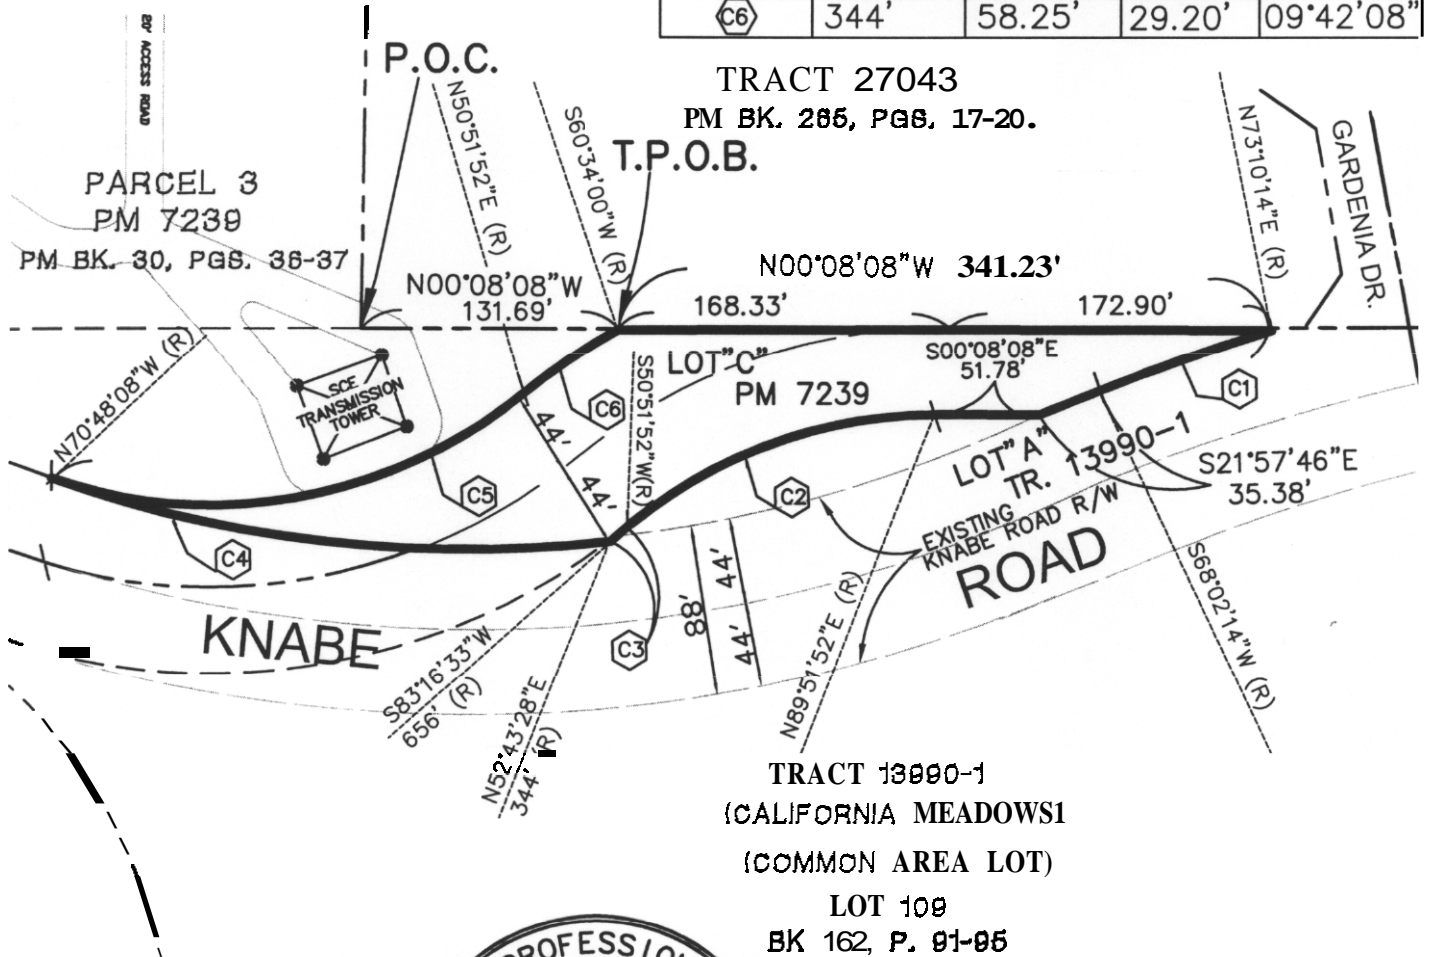 C6 344' 58.25' 29.20' 09°42'08"
20' ACCESS ROAD
P.O.C.
TRACT 27043
PM BK. 265, PGS. 17-20.
N50°51'52"E (R)
S60°34'00"W (R)
T.P.O.B.
N73°10'14"E (R)
GARDENIA DR.
PARCEL 3
PM 7239
PM BK. 30, PGS. 36-37
N00°08'08"W
131.69'
N00°08'08"W 341.23'
168.33'
172.90'
N70°48'08"W (R)
SCE
TRANSMISSION
TOWER
LOT"C"
PM 7239
S00°08'08"E
51.78'
C1
C6
S50°51'52"W(R)
44'
44'
C5
C2
LOT"A"
TR. 13990-1
S21°57'46"E
35.38'
EXISTING
KNABE ROAD R/W
C4
KNABE
ROAD
88'
44'
44'
C3
S83°16'33"W
656' (R)
N52°43'28"E
344' (R)
N89°51'52"E (R)
S68°02'14"W (R)
TRACT 13990-1
(CALIFORNIA MEADOWS1
(COMMON AREA LOT)
LOT 109
BK 162, P. 91-95
PROFESSION